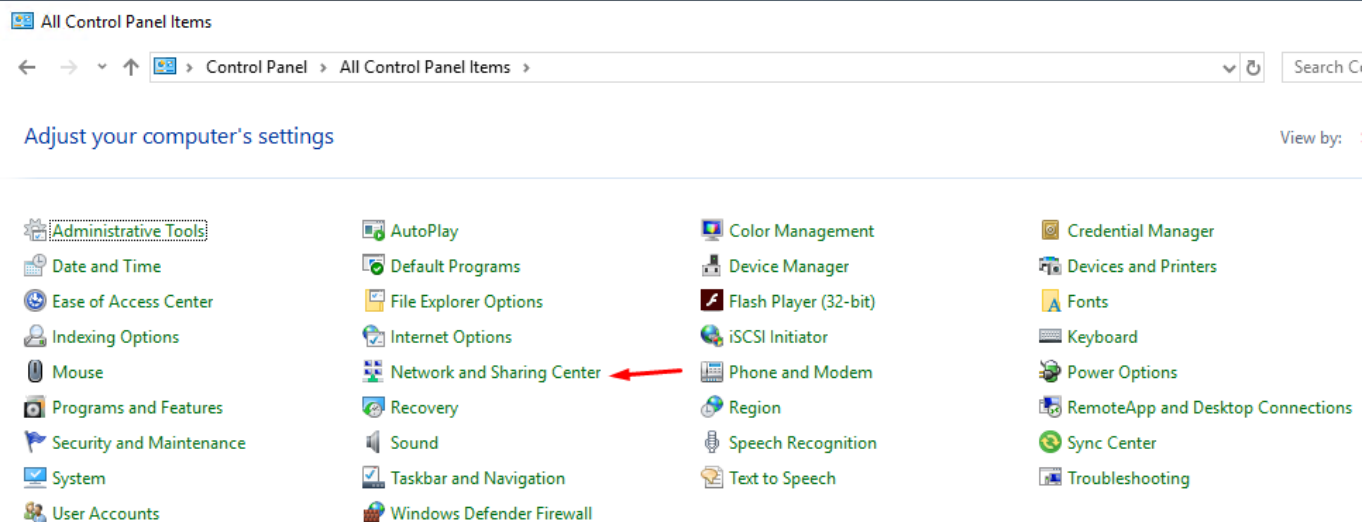 All Control Panel Items
Control Panel > All Control Panel Items >
Search C
Adjust your computer's settings
View by:
Administrative Tools AutoPlay Color Management Credential Manager
Date and Time Default Programs Device Manager Devices and Printers
Ease of Access Center File Explorer Options Flash Player (32-bit) Fonts
Indexing Options Internet Options iSCSI Initiator Keyboard
Mouse Network and Sharing Center Phone and Modem Power Options
Programs and Features Recovery Region RemoteApp and Desktop Connections
Security and Maintenance Sound Speech Recognition Sync Center
System Taskbar and Navigation Text to Speech Troubleshooting
User Accounts Windows Defender Firewall